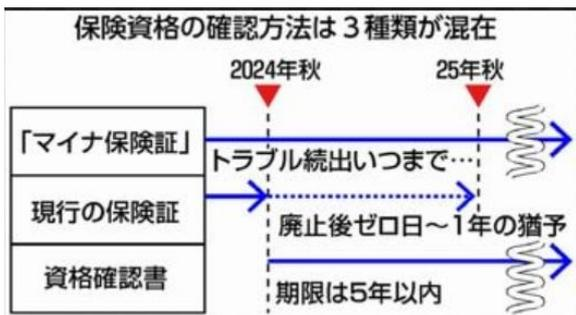 保険資格の確認方法は3種類が混在
2024年秋
25年秋
「マイナ保険証」
トラブル続出いつまで…
現行の保険証
廃止後ゼロ日～1年の猶予
資格確認書
期限は5年以内